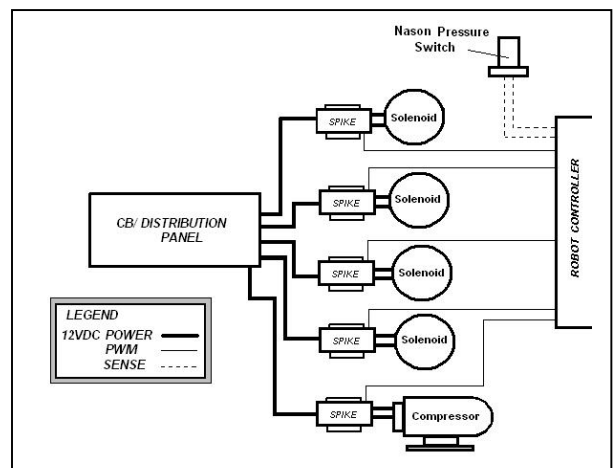 Nason Pressure
Switch
SPIKE
Solenoid
SPIKE
Solenoid
CB/ DISTRIBUTION
PANEL
SPIKE
Solenoid
SPIKE
Solenoid
SPIKE
Compressor
ROBOT CONTROLLER
LEGEND
12VDC POWER
PWM
SENSE